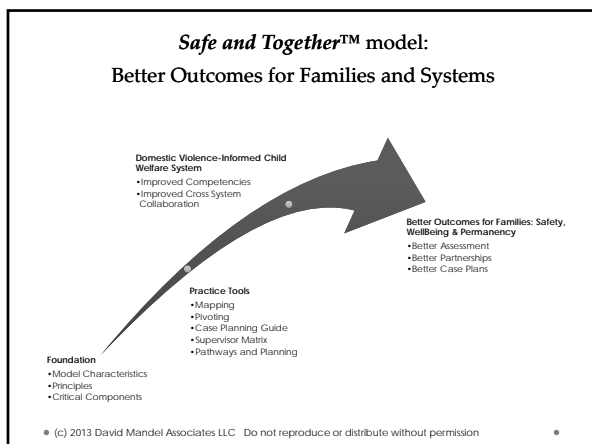 Safe and Together™ model:
Better Outcomes for Families and Systems
Domestic Violence-Informed Child
Welfare System
•Improved Competencies
•Improved Cross System
Collaboration
Better Outcomes for Families: Safety,
WellBeing & Permanency
•Better Assessment
•Better Partnerships
•Better Case Plans
Practice Tools
•Mapping
•Pivoting
•Case Planning Guide
•Supervisor Matrix
•Pathways and Planning
Foundation
•Model Characteristics
•Principles
•Critical Components
(c) 2013 David Mandel Associates LLC Do not reproduce or distribute without permission